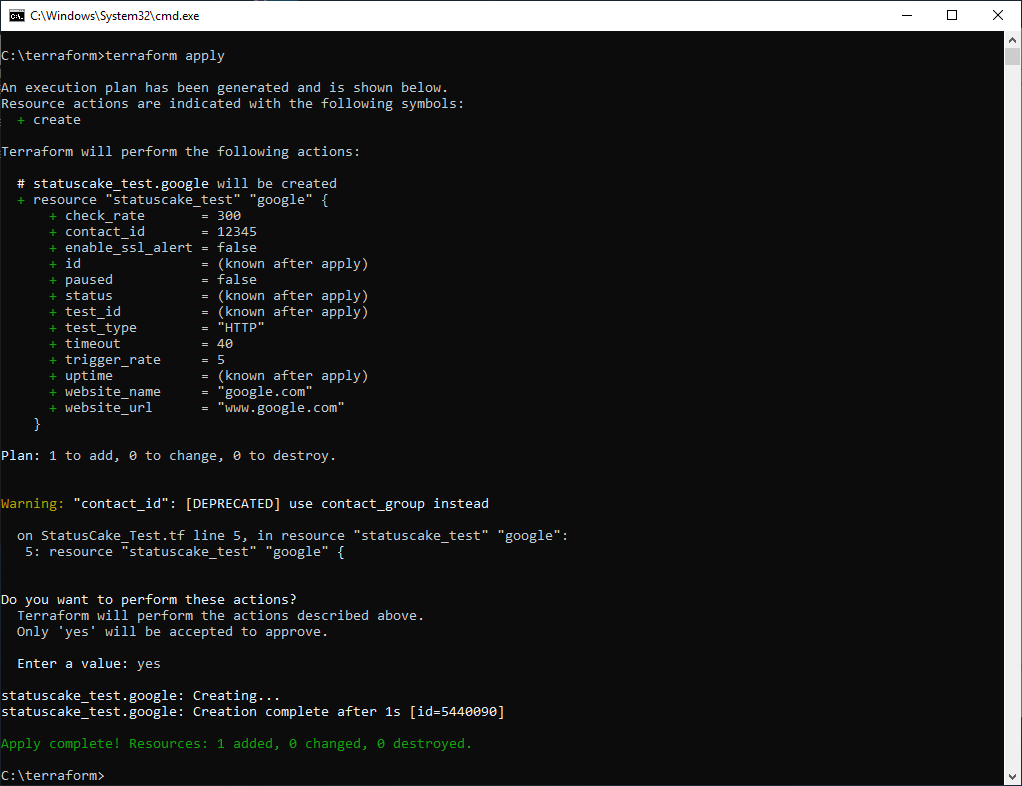 C:\Windows\System32\cmd.exe
C:\terraform>terraform apply
An execution plan has been generated and is shown below.
Resource actions are indicated with the following symbols:
  + create
Terraform will perform the following actions:
  # statuscake_test.google will be created
  + resource "statuscake_test" "google" {
      + check_rate       = 300
      + contact_id       = 12345
      + enable_ssl_alert = false
      + id               = (known after apply)
      + paused           = false
      + status           = (known after apply)
      + test_id          = (known after apply)
      + test_type        = "HTTP"
      + timeout          = 40
      + trigger_rate     = 5
      + uptime           = (known after apply)
      + website_name     = "google.com"
      + website_url      = "www.google.com"
    }
Plan: 1 to add, 0 to change, 0 to destroy.
Warning: "contact_id": [DEPRECATED] use contact_group instead
  on StatusCake_Test.tf line 5, in resource "statuscake_test" "google":
   5: resource "statuscake_test" "google" {
Do you want to perform these actions?
  Terraform will perform the actions described above.
  Only 'yes' will be accepted to approve.
  Enter a value: yes
statuscake_test.google: Creating...
statuscake_test.google: Creation complete after 1s [id=5440090]
Apply complete! Resources: 1 added, 0 changed, 0 destroyed.
C:\terraform>